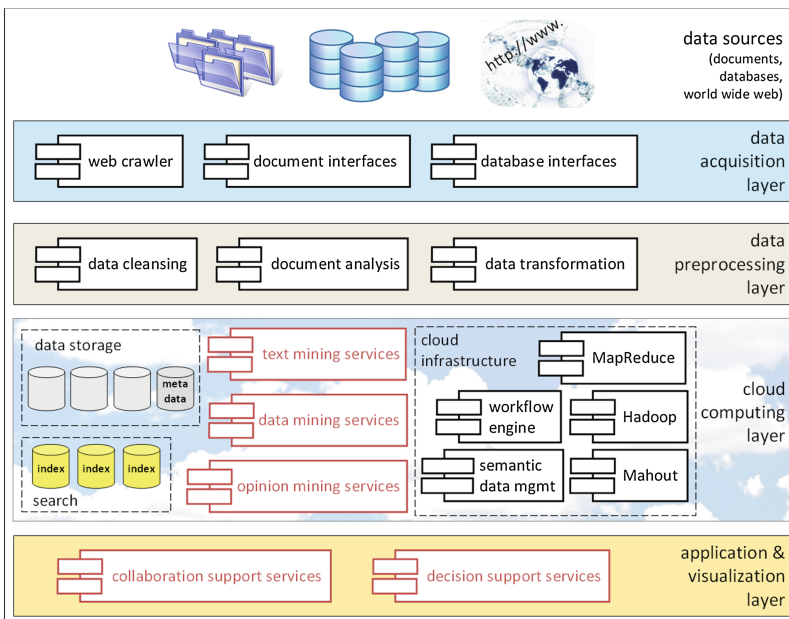 http://www.
data sources
(documents,
databases,
world wide web)
data
acquisition
layer
web crawler
document interfaces
database interfaces
data
preprocessing
layer
data cleansing
document analysis
data transformation
data storage
meta
data
index
index
index
search
text mining services
data mining services
opinion mining services
cloud
infrastructure
MapReduce
workflow
engine
Hadoop
semantic
data mgmt
Mahout
cloud
computing
layer
collaboration support services
decision support services
application &
visualization
layer